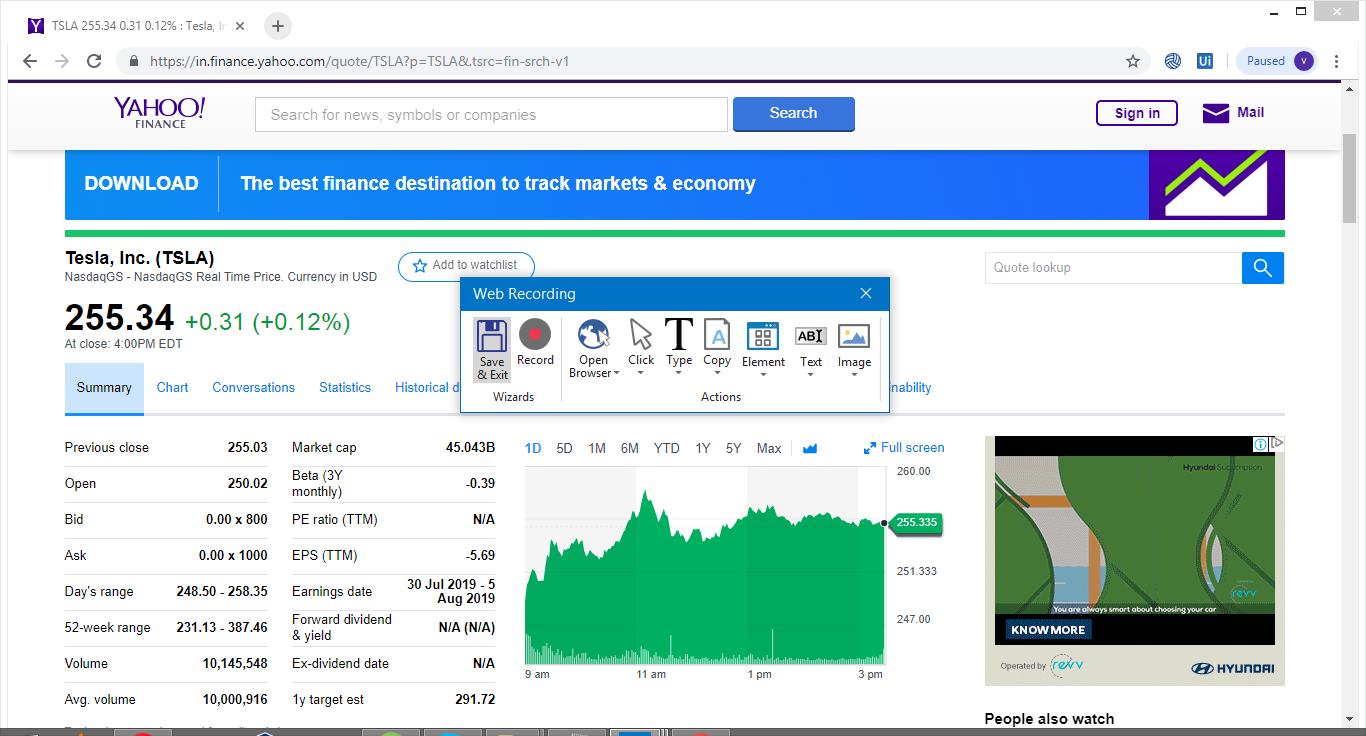 TSLA 255.34 0.31 0.12% : Tesla, In
https://in.finance.yahoo.com/quote/TSLA?p=TSLA&.tsrc=fin-srch-v1
Ui
Paused
V
YAHOO!
FINANCE
Search for news, symbols or companies
Search
Sign in
Mail
DOWNLOAD
The best finance destination to track markets & economy
Tesla, Inc. (TSLA)
NasdaqGS - NasdaqGS Real Time Price. Currency in USD
Add to watchlist
Quote lookup
255.34 +0.31 (+0.12%)
At close: 4:00PM EDT
Web Recording
Save & Exit
Record
Open Browser
Click
Type
Copy
Element
Text
Image
Wizards
Actions
Summary
Chart
Conversations
Statistics
Historical d
nability
Previous close 255.03
Open 250.02
Bid 0.00 x 800
Ask 0.00 x 1000
Day's range 248.50 - 258.35
52-week range 231.13 - 387.46
Volume 10,145,548
Avg. volume 10,000,916
Market cap 45.043B
Beta (3Y monthly) -0.39
PE ratio (TTM) N/A
EPS (TTM) -5.69
Earnings date 30 Jul 2019 - 5 Aug 2019
Forward dividend & yield N/A (N/A)
Ex-dividend date N/A
1y target est 291.72
1D 5D 1M 6M YTD 1Y 5Y Max
Full screen
260.00
255.335
251.333
247.00
9 am 11 am 1 pm 3 pm
Hyundai Subscription
revv
You are always smart about choosing your car
KNOW MORE
Operated by revv
HYUNDAI
People also watch